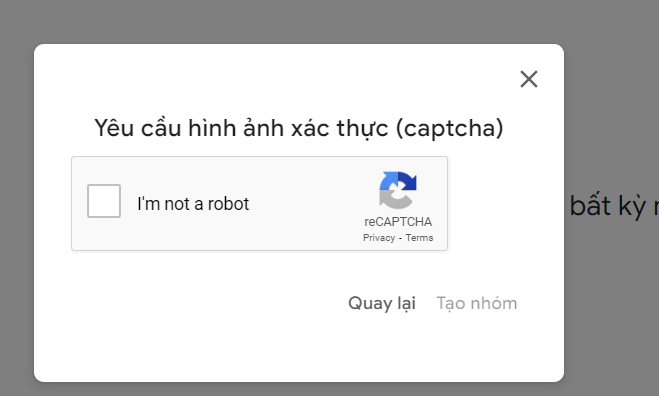 Yêu cầu hình ảnh xác thực (captcha)
I'm not a robot
reCAPTCHA
Privacy - Terms
bất kỳ
Quay lại Tạo nhóm